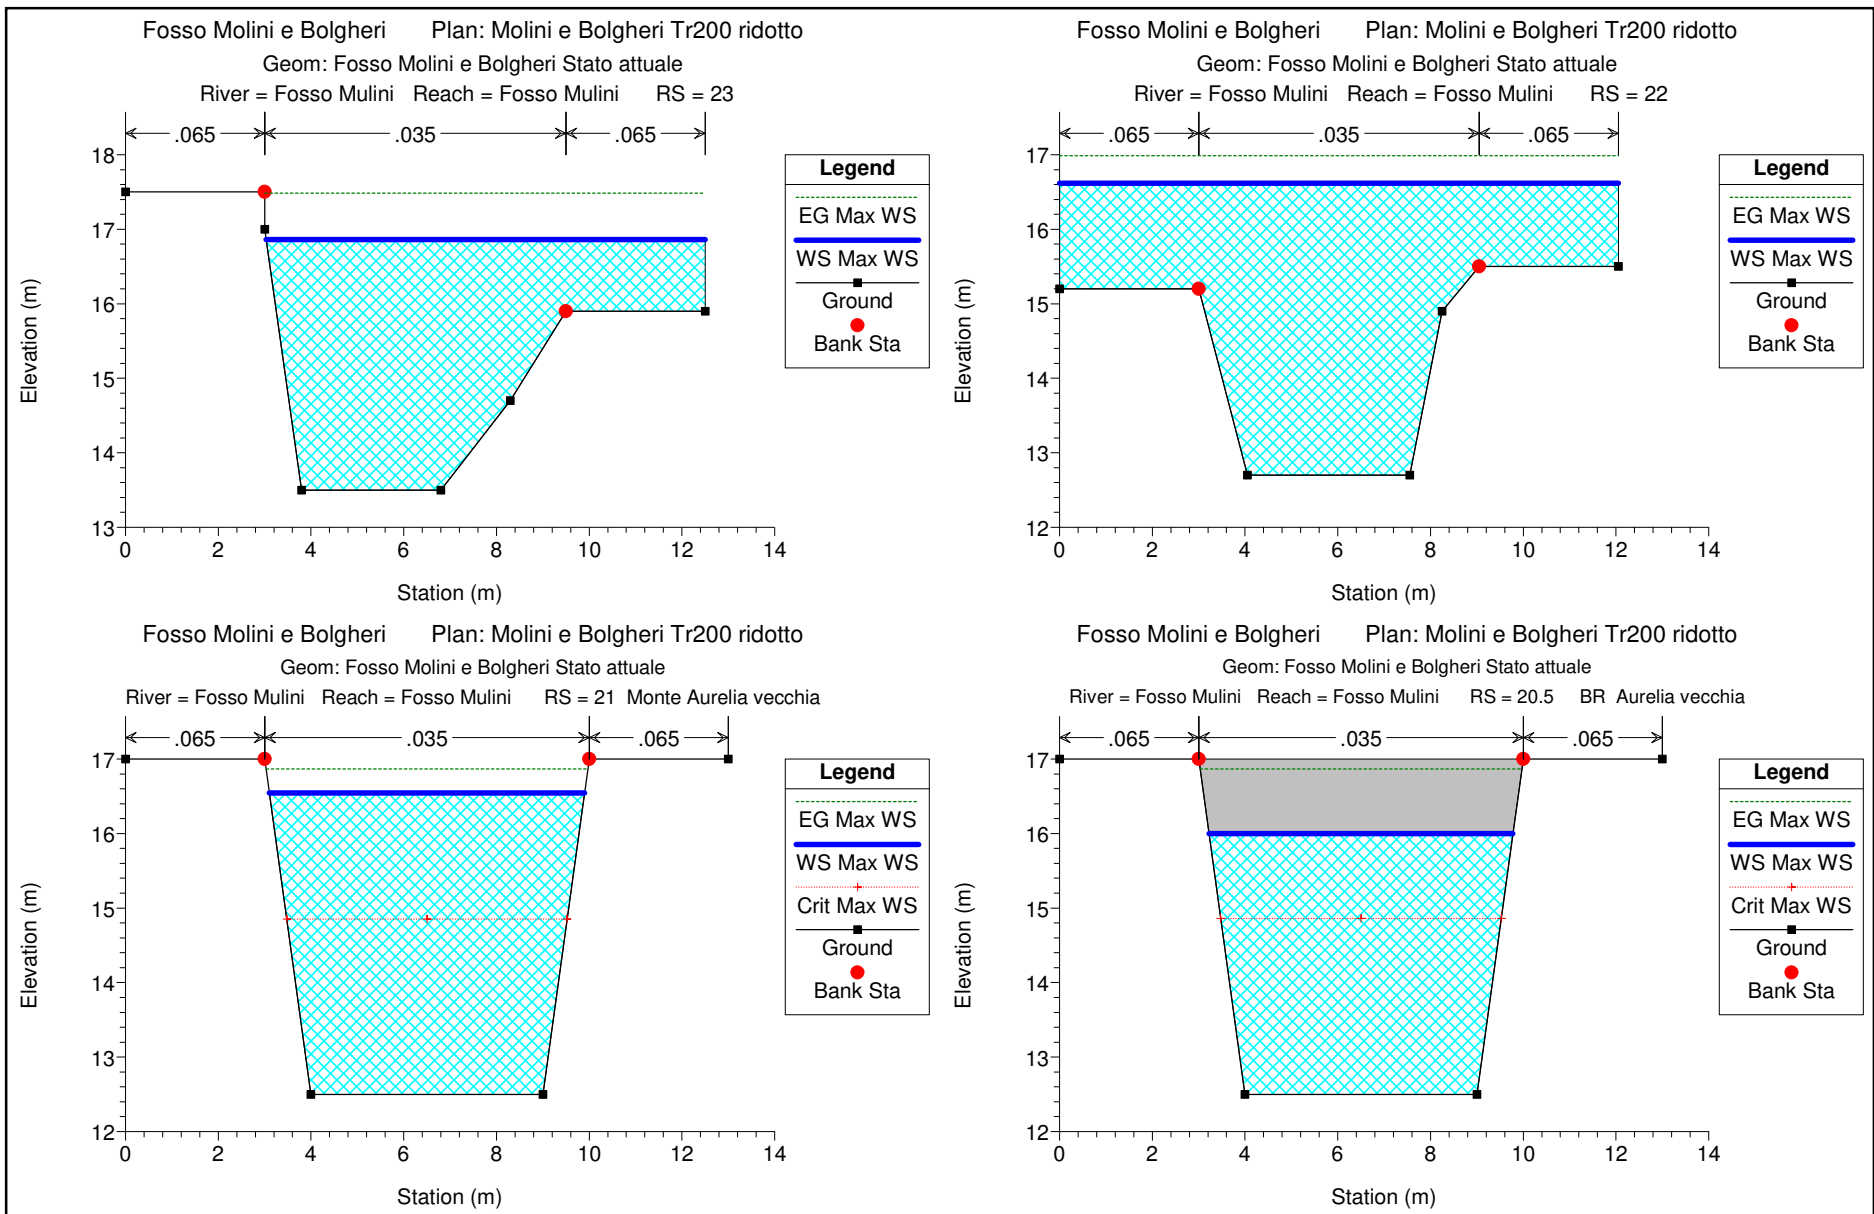 Fosso Molini e Bolgheri Plan: Molini e Bolgheri Tr200 ridotto
Geom: Fosso Molini e Bolgheri Stato attuale
River = Fosso Mulini Reach = Fosso Mulini RS = 23
.065 .035 .065
18
17
16
15
14
13
0 2 4 6 8 10 12 14
Elevation (m)
Station (m)
Legend
EG Max WS
WS Max WS
Ground
Bank Sta
Fosso Molini e Bolgheri Plan: Molini e Bolgheri Tr200 ridotto
Geom: Fosso Molini e Bolgheri Stato attuale
River = Fosso Mulini Reach = Fosso Mulini RS = 22
.065 .035 .065
17
16
15
14
13
12
0 2 4 6 8 10 12 14
Elevation (m)
Station (m)
Legend
EG Max WS
WS Max WS
Ground
Bank Sta
Fosso Molini e Bolgheri Plan: Molini e Bolgheri Tr200 ridotto
Geom: Fosso Molini e Bolgheri Stato attuale
River = Fosso Mulini Reach = Fosso Mulini RS = 21 Monte Aurelia vecchia
.065 .035 .065
17
16
15
14
13
12
0 2 4 6 8 10 12 14
Elevation (m)
Station (m)
Legend
EG Max WS
WS Max WS
Crit Max WS
Ground
Bank Sta
Fosso Molini e Bolgheri Plan: Molini e Bolgheri Tr200 ridotto
Geom: Fosso Molini e Bolgheri Stato attuale
River = Fosso Mulini Reach = Fosso Mulini RS = 20.5 BR Aurelia vecchia
.065 .035 .065
17
16
15
14
13
12
0 2 4 6 8 10 12 14
Elevation (m)
Station (m)
Legend
EG Max WS
WS Max WS
Crit Max WS
Ground
Bank Sta